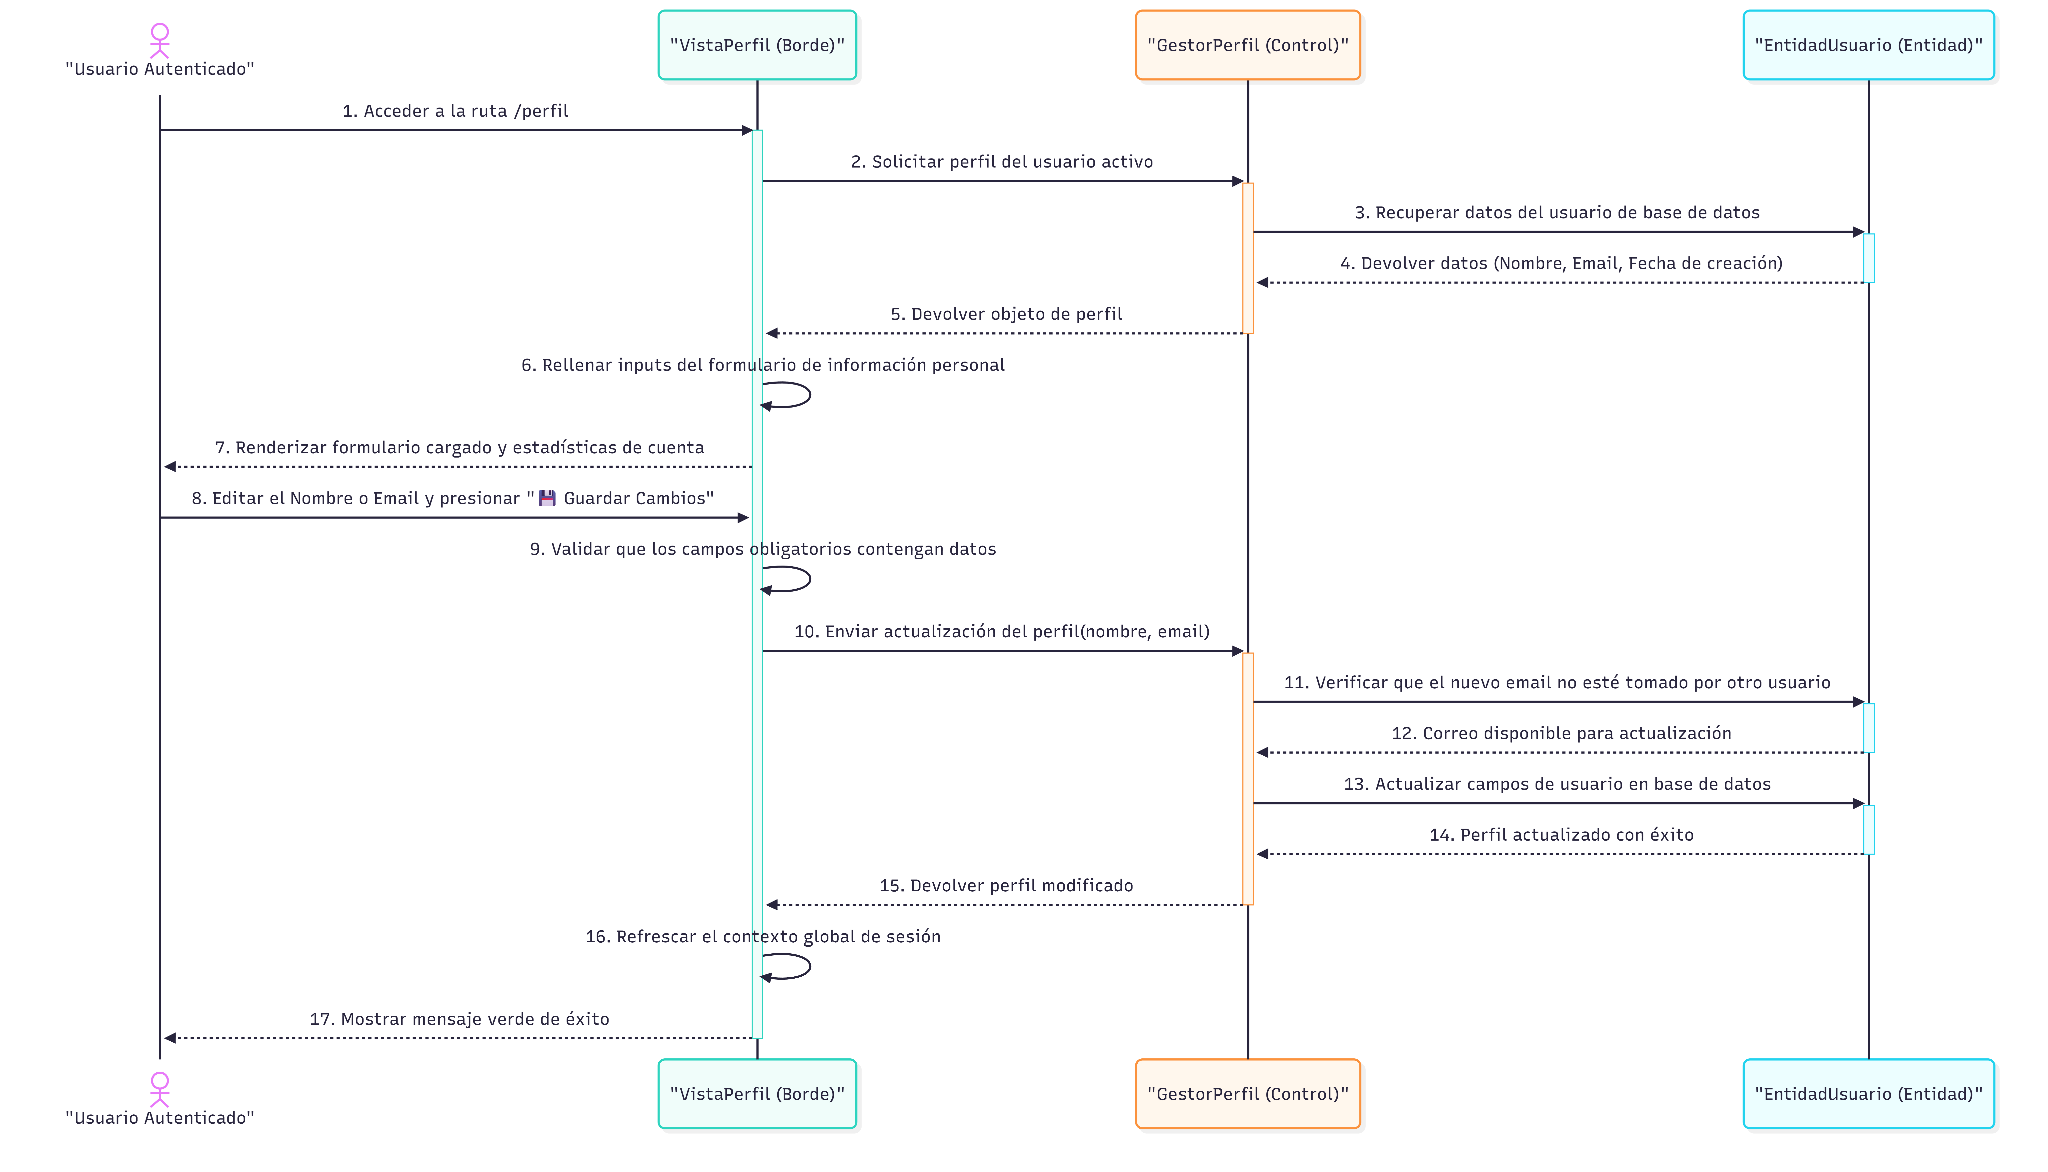 "Usuario Autenticado"
"VistaPerfil (Borde)"
"GestorPerfil (Control)"
"EntidadUsuario (Entidad)"
1. Acceder a la ruta /perfil
2. Solicitar perfil del usuario activo
3. Recuperar datos del usuario de base de datos
4. Devolver datos (Nombre, Email, Fecha de creación)
5. Devolver objeto de perfil
6. Rellenar inputs del formulario de información personal
7. Renderizar formulario cargado y estadísticas de cuenta
8. Editar el Nombre o Email y presionar "💾 Guardar Cambios"
9. Validar que los campos obligatorios contengan datos
10. Enviar actualización del perfil(nombre, email)
11. Verificar que el nuevo email no esté tomado por otro usuario
12. Correo disponible para actualización
13. Actualizar campos de usuario en base de datos
14. Perfil actualizado con éxito
15. Devolver perfil modificado
16. Refrescar el contexto global de sesión
17. Mostrar mensaje verde de éxito
"Usuario Autenticado"
"VistaPerfil (Borde)"
"GestorPerfil (Control)"
"EntidadUsuario (Entidad)"